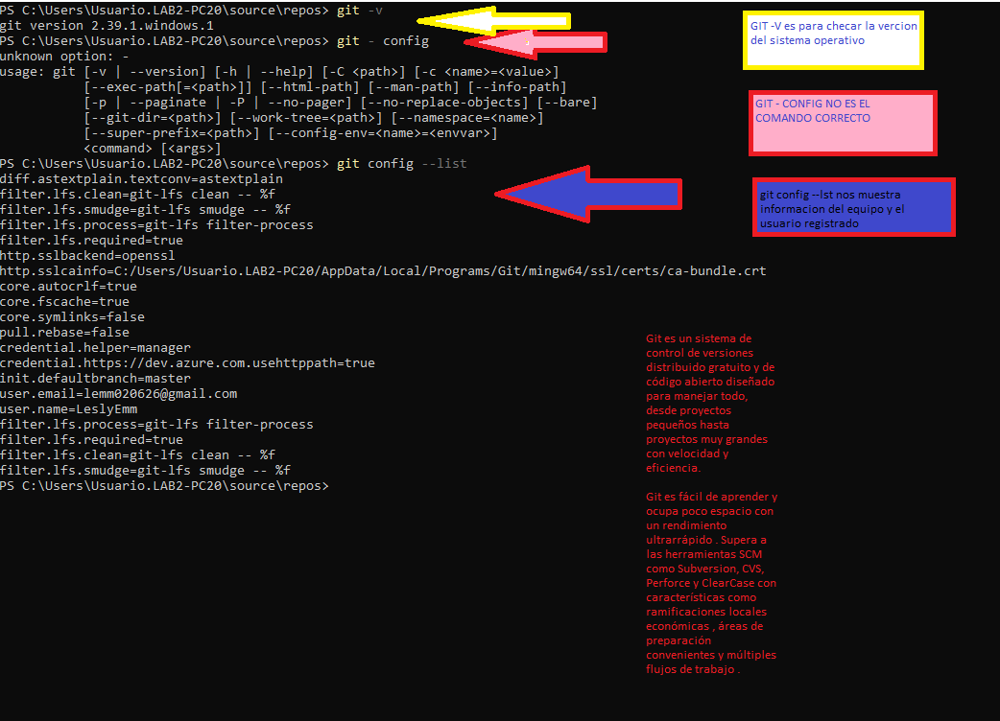 PS C:\Users\Usuario.LAB2-PC20\source\repos> git -v
git version 2.39.1.windows.1
PS C:\Users\Usuario.LAB2-PC20\source\repos> git - config
unknown option: -
usage: git [-v | --version] [-h | --help] [-C <path>] [-c <name>=<value>]
           [--exec-path[=<path>]] [--html-path] [--man-path] [--info-path]
           [-p | --paginate | -P | --no-pager] [--no-replace-objects] [--bare]
           [--git-dir=<path>] [--work-tree=<path>] [--namespace=<name>]
           [--super-prefix=<path>] [--config-env=<name>=<envvar>]
           <command> [<args>]
PS C:\Users\Usuario.LAB2-PC20\source\repos> git config --list
diff.astextplain.textconv=astextplain
filter.lfs.clean=git-lfs clean -- %f
filter.lfs.smudge=git-lfs smudge -- %f
filter.lfs.process=git-lfs filter-process
filter.lfs.required=true
http.sslbackend=openssl
http.sslcainfo=C:/Users/Usuario.LAB2-PC20/AppData/Local/Programs/Git/mingw64/ssl/certs/ca-bundle.crt
core.autocrlf=true
core.fscache=true
core.symlinks=false
pull.rebase=false
credential.helper=manager
credential.https://dev.azure.com.usehttppath=true
init.defaultbranch=master
user.email=lemm020626@gmail.com
user.name=LeslyEmm
filter.lfs.process=git-lfs filter-process
filter.lfs.required=true
filter.lfs.clean=git-lfs clean -- %f
filter.lfs.smudge=git-lfs smudge -- %f
PS C:\Users\Usuario.LAB2-PC20\source\repos>
GIT -V es para checar la vercion
del sistema operativo
GIT - CONFIG NO ES EL
COMANDO CORRECTO
git config --lst nos muestra
informacion del equipo y el
usuario registrado
Git es un sistema de
control de versiones
distribuido gratuito y de
código abierto diseñado
para manejar todo,
desde proyectos
pequeños hasta
proyectos muy grandes
con velocidad y
eficiencia.
Git es fácil de aprender y
ocupa poco espacio con
un rendimiento
ultrarrápido . Supera a
las herramientas SCM
como Subversion, CVS,
Perforce y ClearCase con
características como
ramificaciones locales
económicas , áreas de
preparación
convenientes y múltiples
flujos de trabajo .